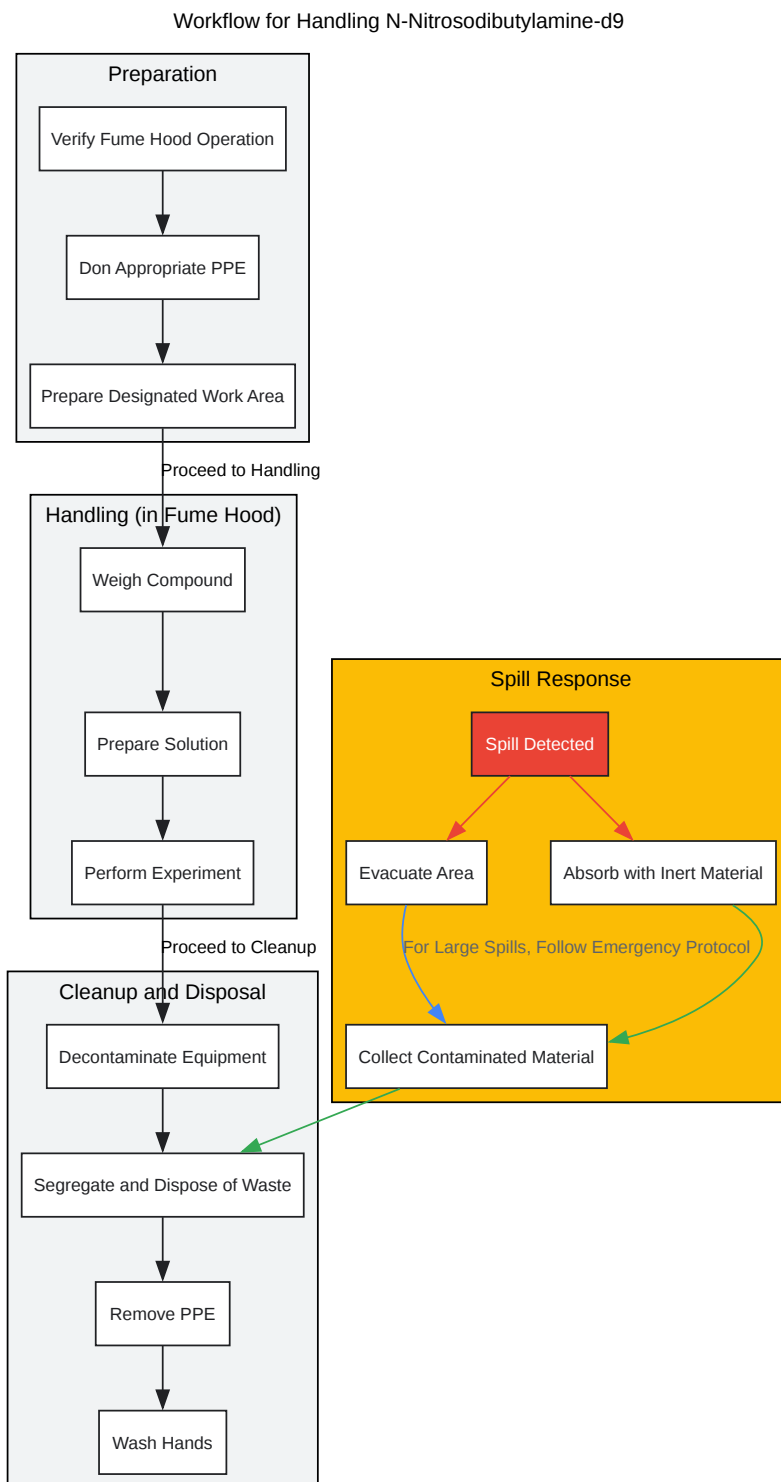 Workflow for Handling N-Nitrosodibutylamine-d9
Preparation
Verify Fume Hood Operation
Don Appropriate PPE
Prepare Designated Work Area
Proceed to Handling
Handling (in Fume Hood)
Weigh Compound
Prepare Solution
Perform Experiment
Proceed to Cleanup
Spill Response
Spill Detected
Evacuate Area
Absorb with Inert Material
For Large Spills, Follow Emergency Protocol
Collect Contaminated Material
Cleanup and Disposal
Decontaminate Equipment
Segregate and Dispose of Waste
Remove PPE
Wash Hands